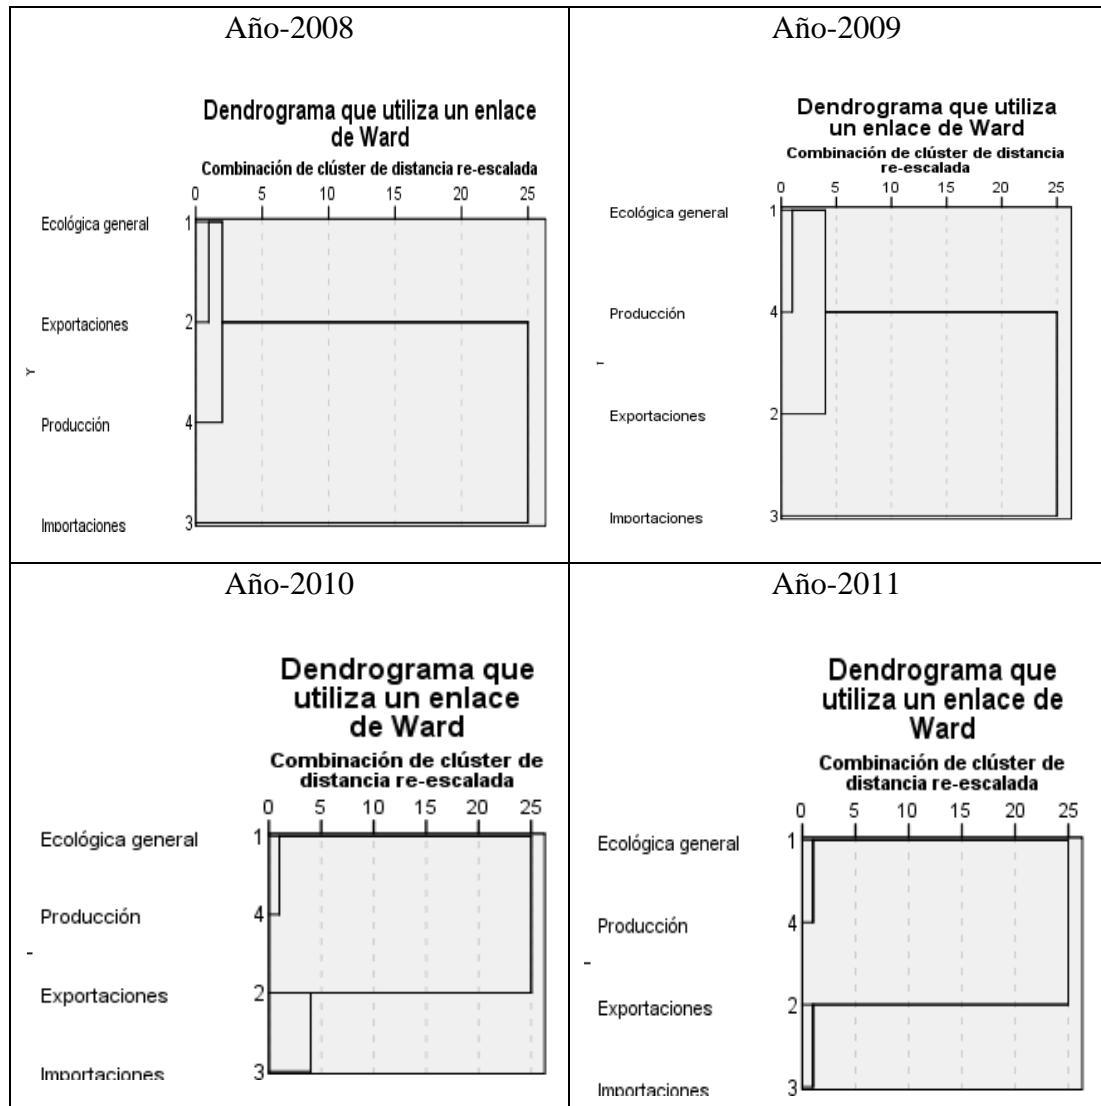 Año-2008
Dendrograma que utiliza un enlace
de Ward
Combinación de clúster de distancia re-escalada
0 5 10 15 20 25
Ecológica general 1
Exportaciones 2
Y
Producción 4
Importaciones 3
Año-2009
Dendrograma que utiliza
un enlace de Ward
Combinación de clúster de distancia
re-escalada
0 5 10 15 20 25
Ecológica general 1
Producción 4
Exportaciones 2
Importaciones 3
Año-2010
Dendrograma que
utiliza un enlace
de Ward
Combinación de clúster de
distancia re-escalada
0 5 10 15 20 25
Ecológica general 1
Producción 4
Exportaciones 2
Importaciones 3
Año-2011
Dendrograma que
utiliza un enlace de
Ward
Combinación de clúster de
distancia re-escalada
0 5 10 15 20 25
Ecológica general 1
Producción 4
Exportaciones 2
Importaciones 3